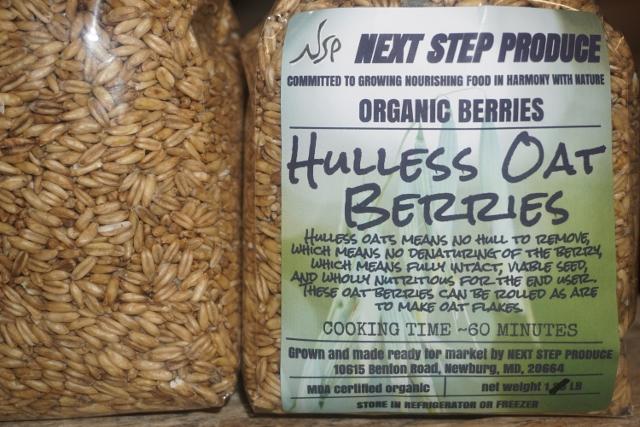 NSP NEXT STEP PRODUCE
COMMITTED TO GROWING NOURISHING FOOD IN HARMONY WITH NATURE
ORGANIC BERRIES
HULLESS OAT
BERRIES
HULLESS OATS MEANS NO HULL TO REMOVE,
WHICH MEANS NO DENATURING OF THE BERRY,
WHICH MEANS FULLY INTACT, VIABLE SEED,
AND WHOLLY NUTRITIOUS FOR THE END USER.
THESE OAT BERRIES CAN BE ROLLED AS ARE
TO MAKE OAT FLAKES.
COOKING TIME ~60 MINUTES
Grown and made ready for market by NEXT STEP PRODUCE
10615 Benton Road, Newburg, MD, 20664
MDA certified organic net weight LB
STORE IN REFRIGERATOR OR FREEZER